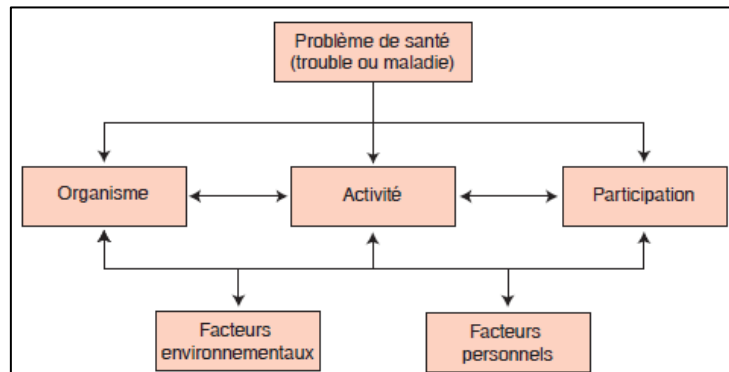 Problème de santé
(trouble ou maladie)
Organisme
Activité
Participation
Facteurs
environnementaux
Facteurs
personnels